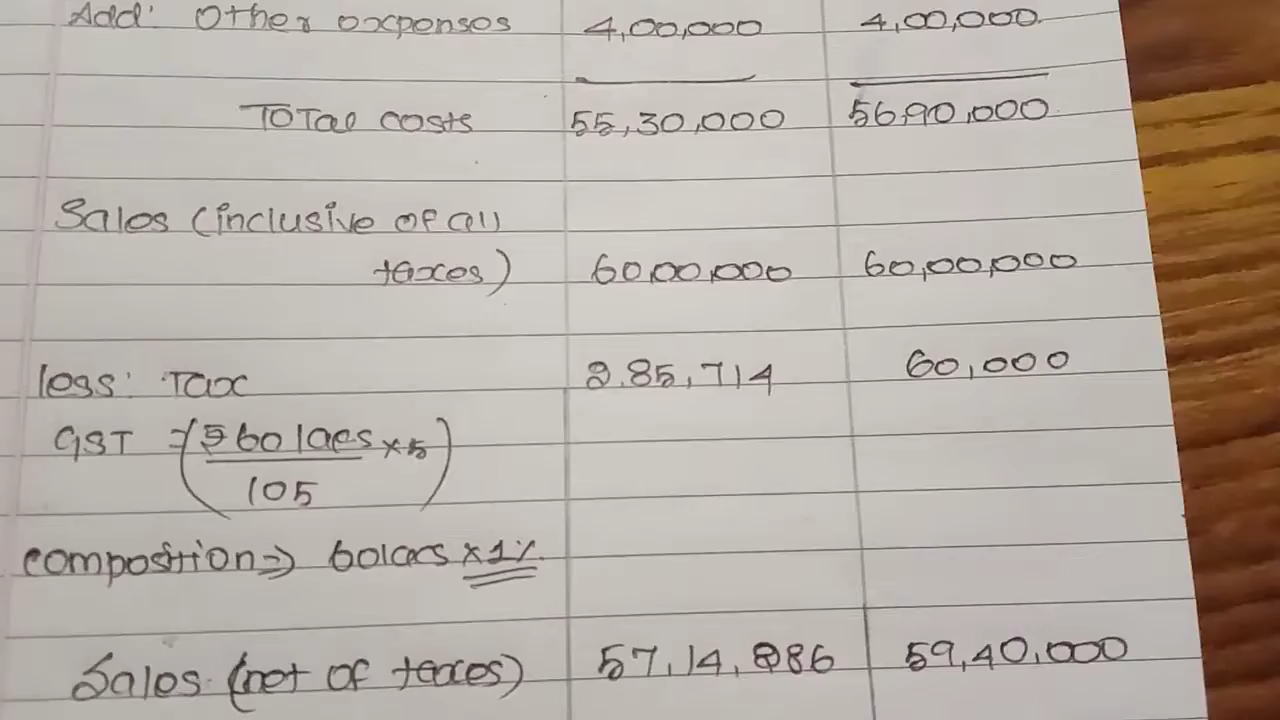 Add: Other expenses 4,00,000 4,00,000
Total costs 55,30,000 56,90,000
Sales (inclusive of all
taxes) 60,00,000 60,00,000
less: Tax 2,85,714 60,000
GST = (60 lacs × 5
105)
composition ⇒ 60 lacs × 1%
Sales (net of taxes) 57,14,286 59,40,000